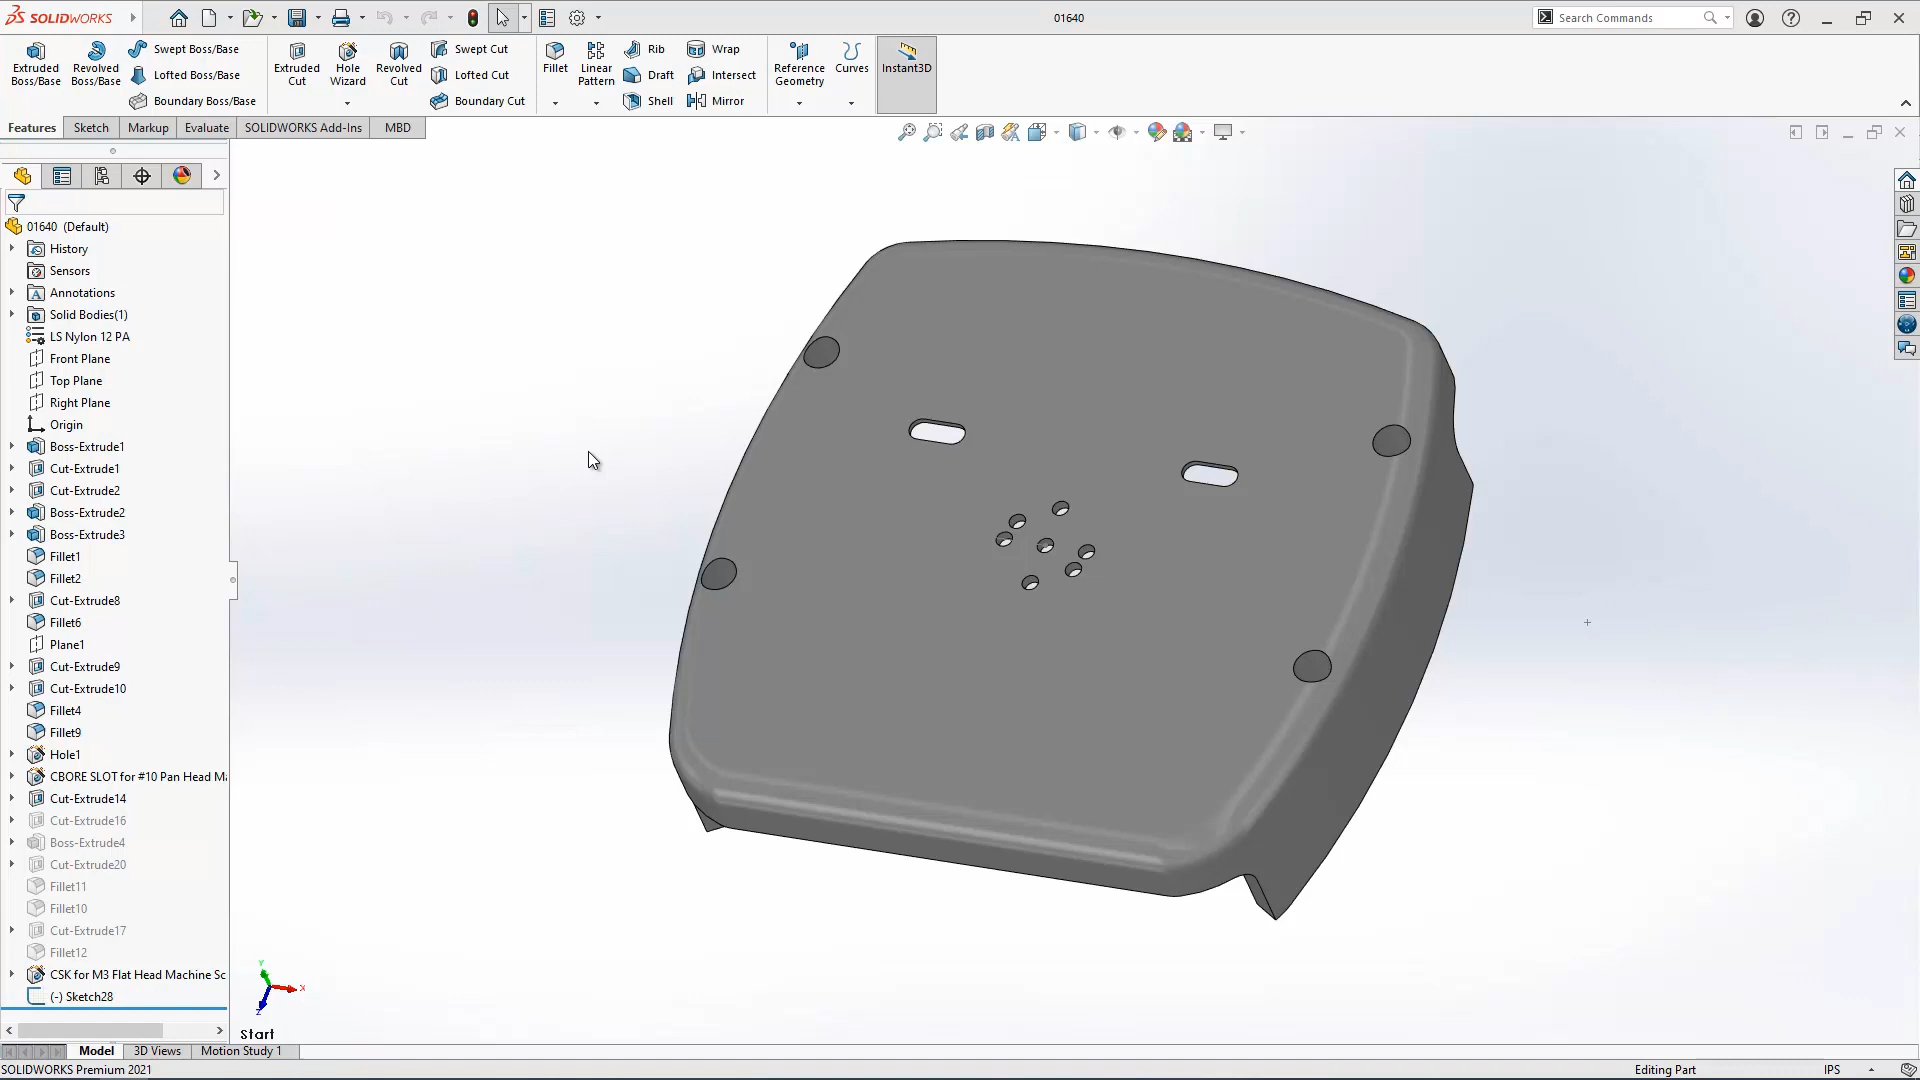 SOLIDWORKS
01640
Search Commands
Extruded Boss/Base
Revolved Boss/Base
Swept Boss/Base
Lofted Boss/Base
Boundary Boss/Base
Extruded Cut
Hole Wizard
Revolved Cut
Swept Cut
Lofted Cut
Boundary Cut
Fillet
Linear Pattern
Rib
Draft
Shell
Wrap
Intersect
Mirror
Reference Geometry
Curves
Instant3D
Features
Sketch
Markup
Evaluate
SOLIDWORKS Add-Ins
MBD
01640 (Default)
History
Sensors
Annotations
Solid Bodies(1)
LS Nylon 12 PA
Front Plane
Top Plane
Right Plane
Origin
Boss-Extrude1
Cut-Extrude1
Cut-Extrude2
Boss-Extrude2
Boss-Extrude3
Fillet1
Fillet2
Cut-Extrude8
Fillet6
Plane1
Cut-Extrude9
Cut-Extrude10
Fillet4
Fillet9
Hole1
CBORE SLOT for #10 Pan Head Ma
Cut-Extrude14
Cut-Extrude16
Boss-Extrude4
Cut-Extrude20
Fillet11
Fillet10
Cut-Extrude17
Fillet12
CSK for M3 Flat Head Machine Sc
(-) Sketch28
Y
X
Z
Start
Model
3D Views
Motion Study 1
SOLIDWORKS Premium 2021
Editing Part
IPS